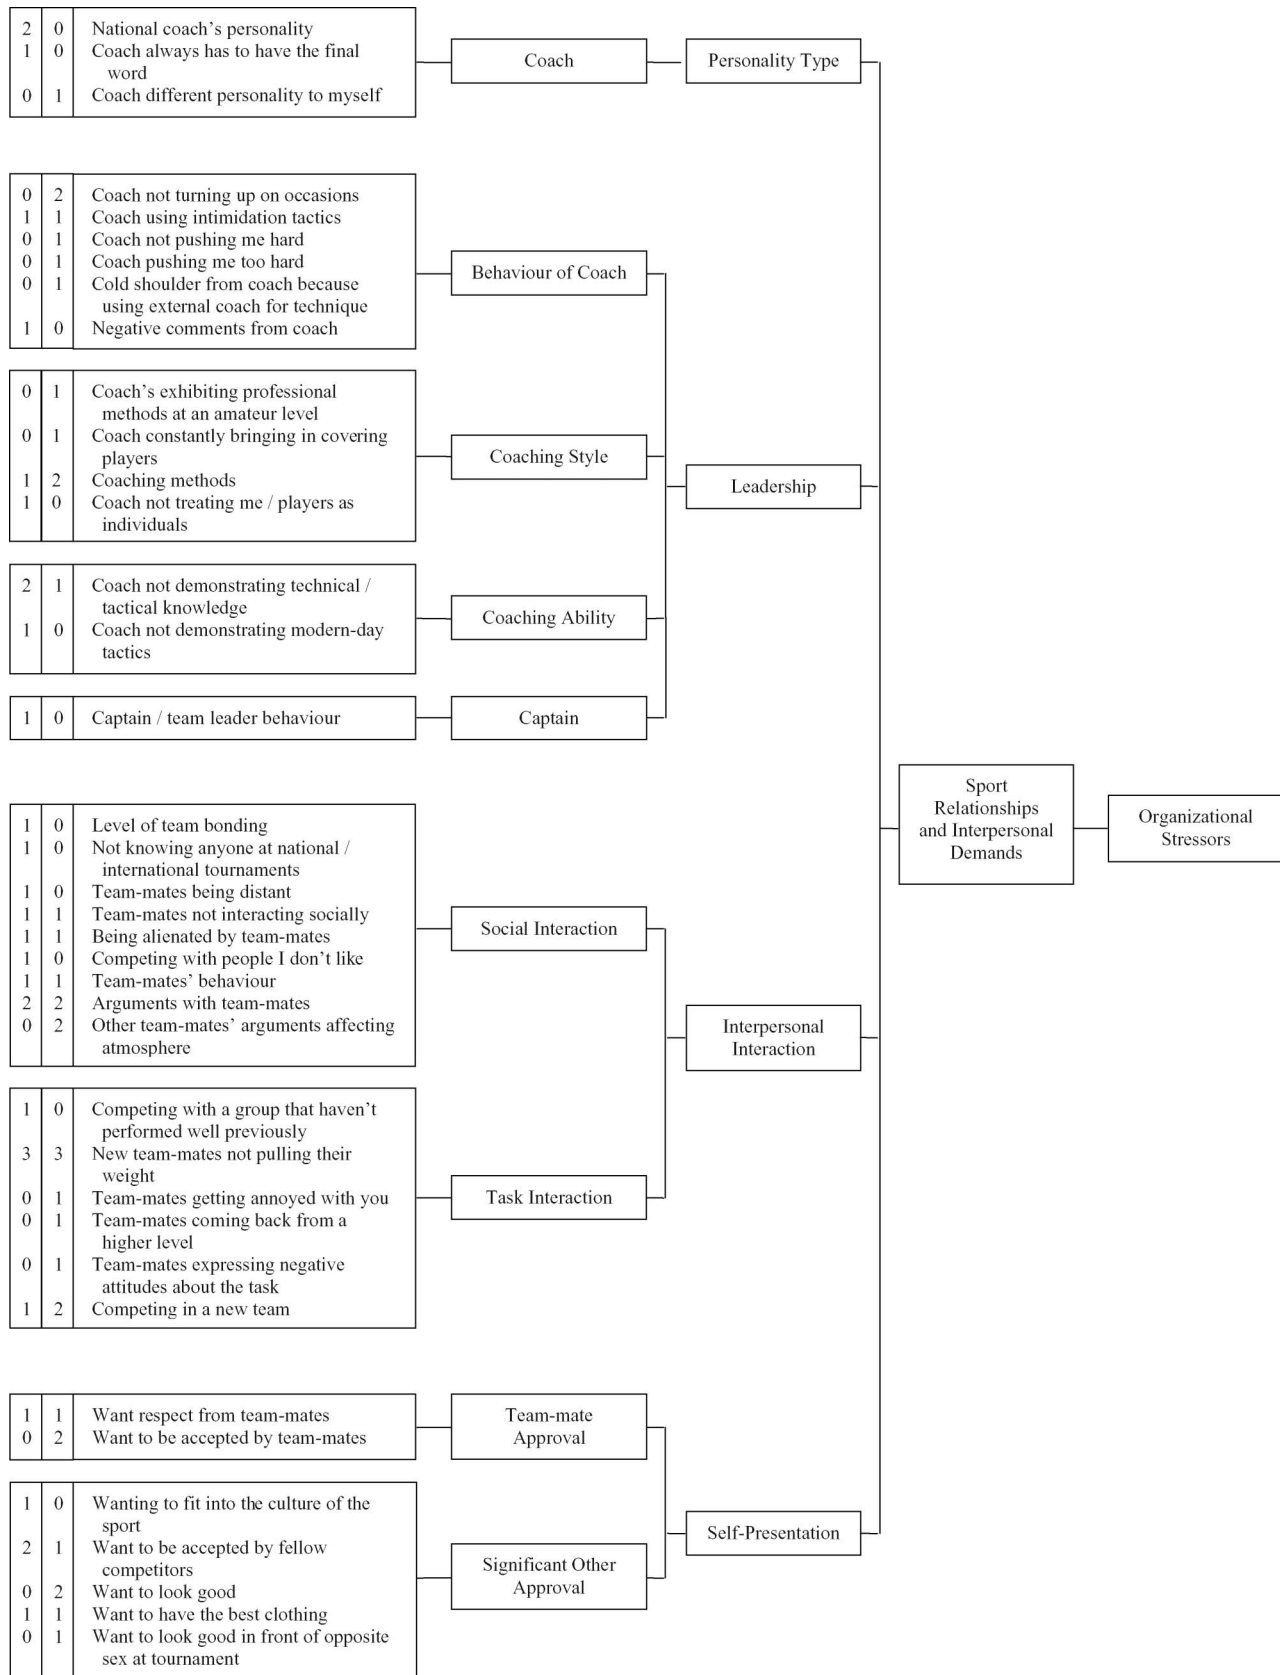 2 0 National coach's personality
1 0 Coach always has to have the final
word
0 1 Coach different personality to myself
Coach
Personality Type
0 2 Coach not turning up on occasions
1 1 Coach using intimidation tactics
0 1 Coach not pushing me hard
0 1 Coach pushing me too hard
0 1 Cold shoulder from coach because
using external coach for technique
1 0 Negative comments from coach
Behaviour of Coach
0 1 Coach's exhibiting professional
methods at an amateur level
0 1 Coach constantly bringing in covering
players
1 2 Coaching methods
1 0 Coach not treating me / players as
individuals
Coaching Style
Leadership
2 1 Coach not demonstrating technical /
tactical knowledge
1 0 Coach not demonstrating modern-day
tactics
Coaching Ability
1 0 Captain / team leader behaviour
Captain
Sport
Relationships
and Interpersonal
Demands
Organizational
Stressors
1 0 Level of team bonding
1 0 Not knowing anyone at national /
international tournaments
1 0 Team-mates being distant
1 1 Team-mates not interacting socially
1 1 Being alienated by team-mates
1 0 Competing with people I don't like
1 1 Team-mates' behaviour
2 2 Arguments with team-mates
0 2 Other team-mates' arguments affecting
atmosphere
Social Interaction
Interpersonal
Interaction
1 0 Competing with a group that haven't
performed well previously
3 3 New team-mates not pulling their
weight
0 1 Team-mates getting annoyed with you
0 1 Team-mates coming back from a
higher level
0 1 Team-mates expressing negative
attitudes about the task
1 2 Competing in a new team
Task Interaction
1 1 Want respect from team-mates
0 2 Want to be accepted by team-mates
Team-mate
Approval
1 0 Wanting to fit into the culture of the
sport
2 1 Want to be accepted by fellow
competitors
0 2 Want to look good
1 1 Want to have the best clothing
0 1 Want to look good in front of opposite
sex at tournament
Significant Other
Approval
Self-Presentation